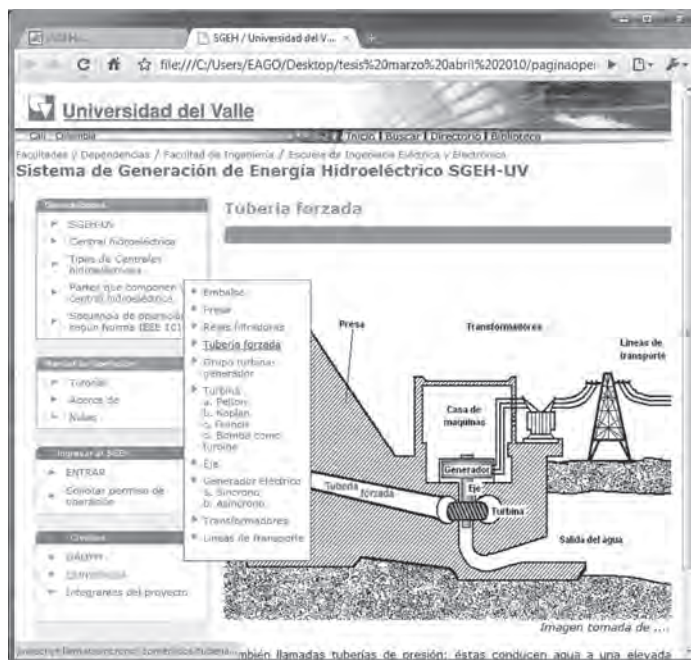 SGEH / Universidad del V...
file:///C:/Users/EAGO/Desktop/tesis%20marzo%20abril%202010/paginaoper
Universidad del Valle
Cali - Colombia
Inicio | Buscar | Directorio | Biblioteca
Facultades y Dependencias / Facultad de Ingeniería / Escuela de Ingeniería Eléctrica y Electrónica
Sistema de Generación de Energía Hidroeléctrico SGEH-UV
SGEH-UV
Central hidroeléctrica
Tipos de Centrales
hidroeléctricas
Partes que componen
central hidroeléctrica
Secuencia de operación
según Norma IEEE 101
Tutorial
Acerca de
Notas
Ingresar al SGEH
ENTRAR
Solicitar permiso de
operación
Integrantes del proyecto
Embalse
Presa
Rejas filtradoras
Tubería forzada
Grupo turbina-
generador
Turbina
a. Pelton
b. Kaplan
c. Francis
d. Bomba como
turbina
Eje
Generador Eléctrico
a. Síncrono
b. Asíncrono
Transformadores
Líneas de transporte
Tubería forzada
Presa
Transformadores
Líneas de
transporte
Casa de
maquinas
Generador
Eje
Tubería forzada
Turbina
Salida del agua
Imagen tomada de ....
mbién llamadas tuberías de presión; éstas conducen agua a una elevada